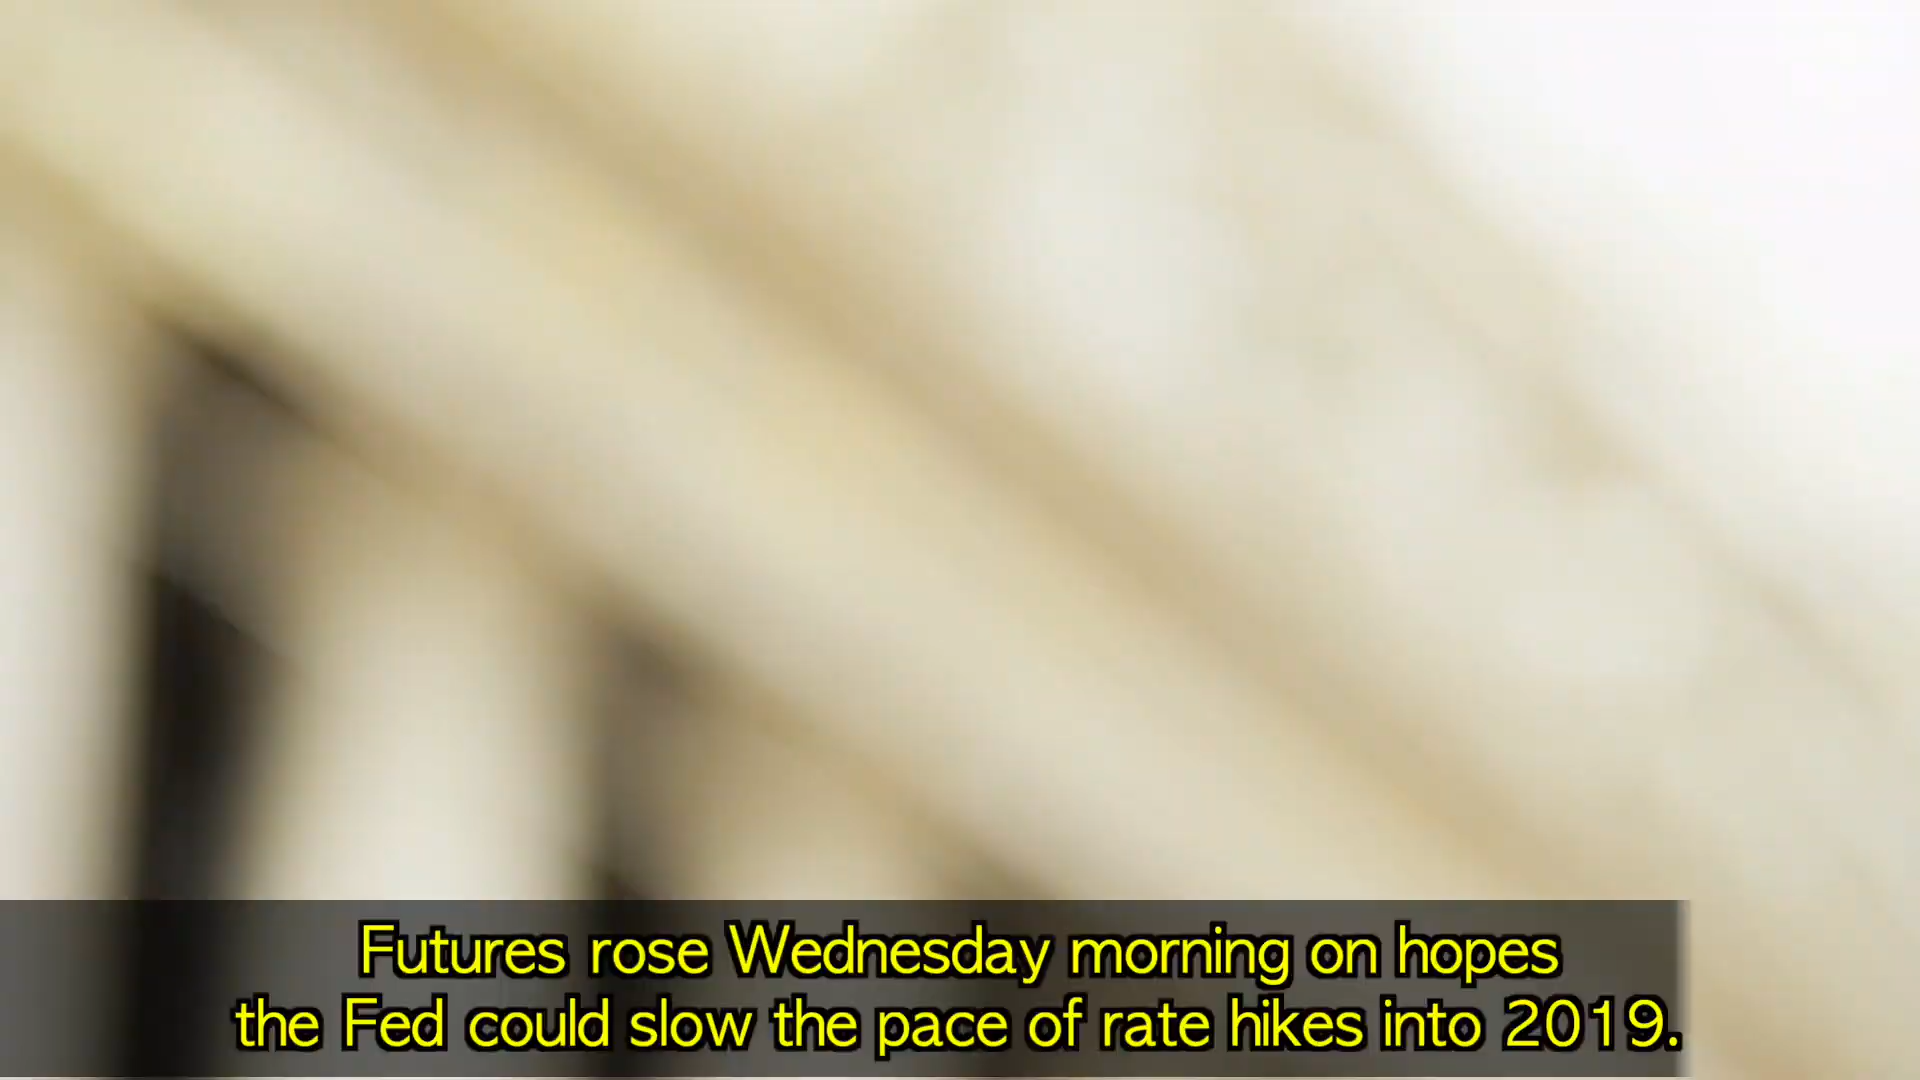 Futures rose Wednesday morning on hopes
the Fed could slow the pace of rate hikes into 2019.